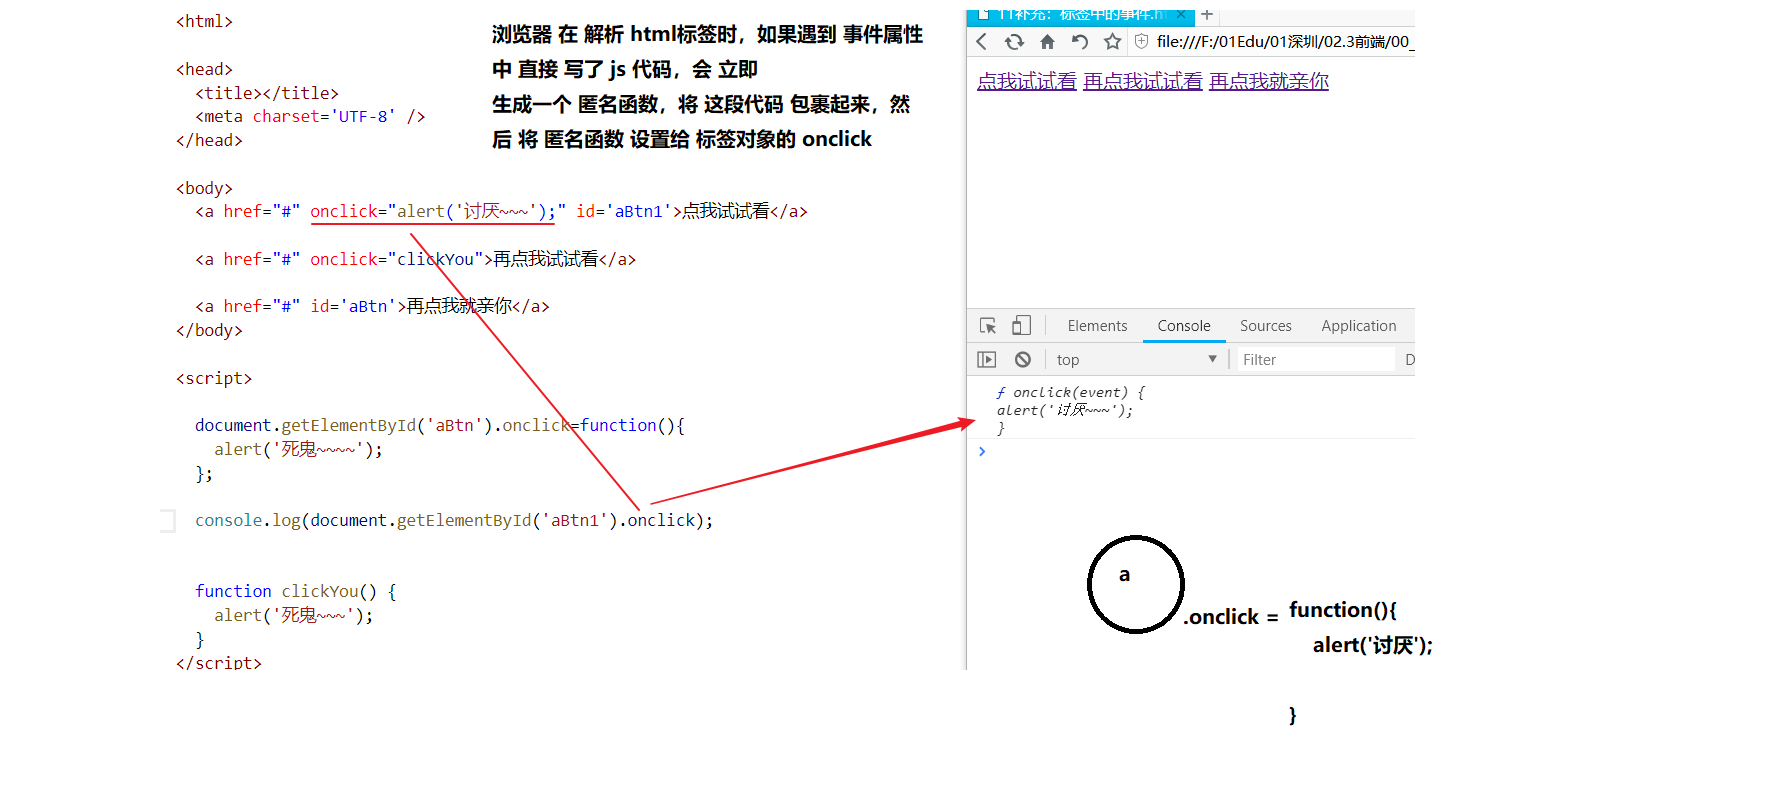 <html>
浏览器 在 解析 html标签时，如果遇到 事件属性
中 直接 写了 js 代码，会 立即
生成一个 匿名函数，将 这段代码 包裹起来，然
后 将 匿名函数 设置给 标签对象的 onclick
<head>
<title></title>
<meta charset='UTF-8' />
</head>
<body>
<a href="#" onclick="alert('讨厌~~~');" id='aBtn1'>点我试试看</a>
<a href="#" onclick="clickYou">再点我试试看</a>
<a href="#" id='aBtn'>再点我就亲你</a>
</body>
<script>
document.getElementById('aBtn').onclick=function(){
alert('死鬼~~~~');
};
console.log(document.getElementById('aBtn1').onclick);
function clickYou() {
alert('死鬼~~~');
}
</script>
11补充：标签中的事件.h
file:///F:/01Edu/01深圳/02.3前端/00_
点我试试看 再点我试试看 再点我就亲你
Elements Console Sources Application
top Filter D
ƒ onclick(event) {
alert('讨厌~~~');
}
a
.onclick = function(){
alert('讨厌');
}